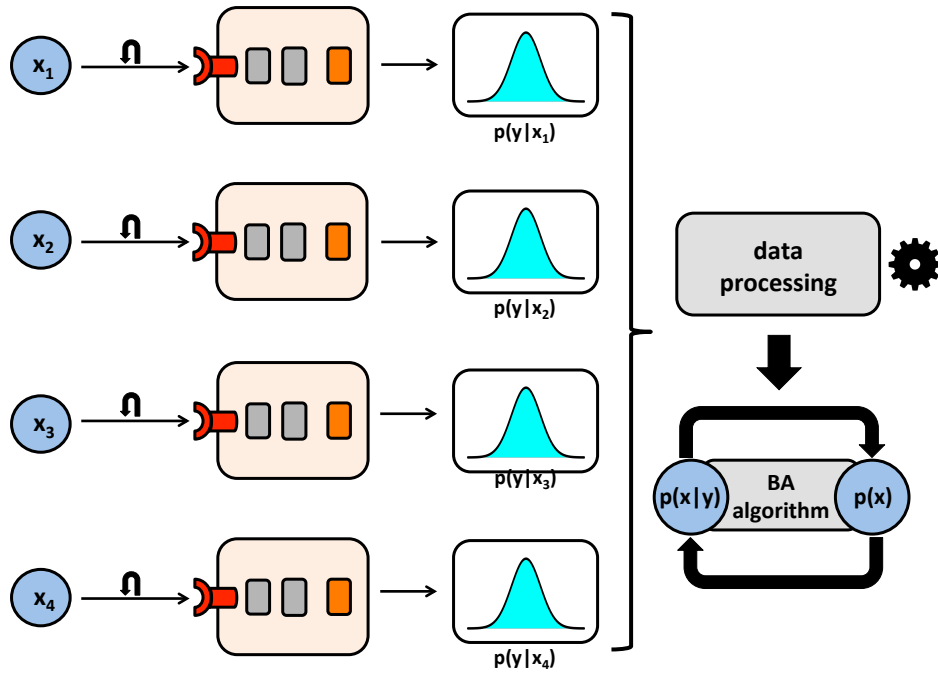 x₁
p(y|x₁)
x₂
p(y|x₂)
x₃
p(y|x₃)
x₄
p(y|x₄)
data
processing
p(x|y)
BA
algorithm
p(x)